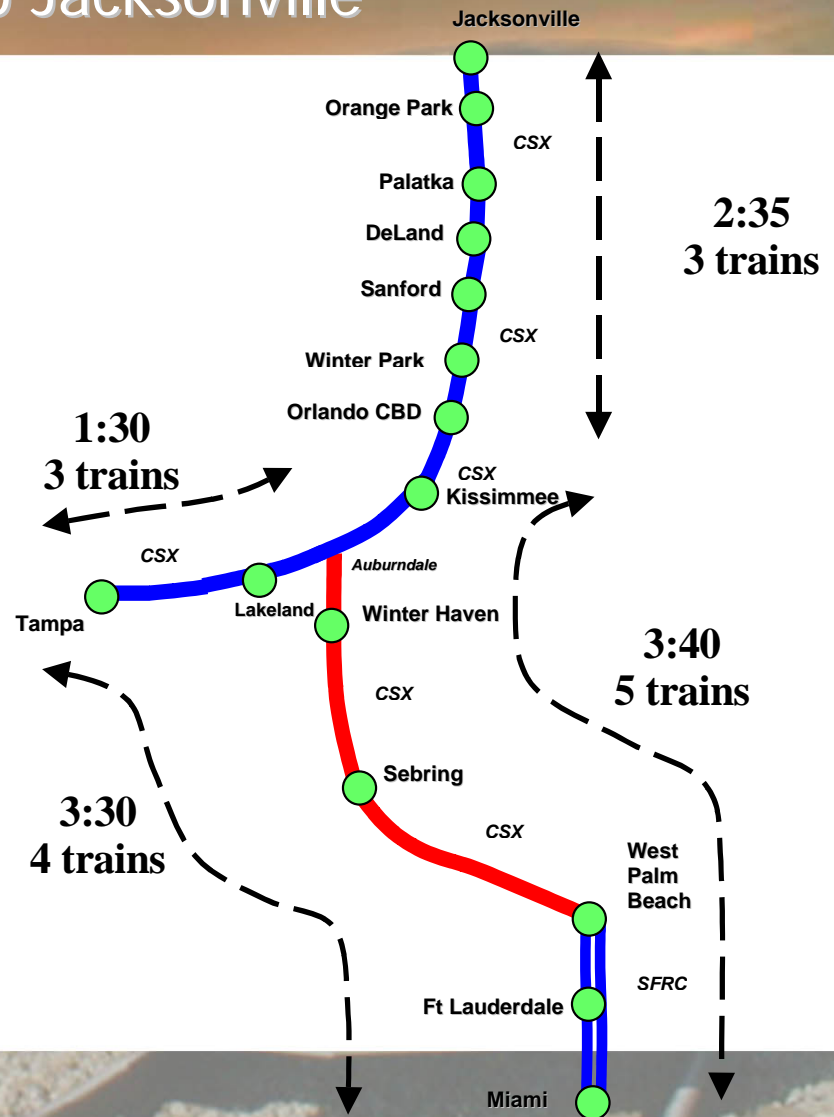 Jacksonville
Jacksonville
Orange Park
CSX
Palatka
2:35
3 trains
DeLand
Sanford
CSX
Winter Park
Orlando CBD
1:30
3 trains
CSX
Kissimmee
CSX
Auburndale
Lakeland
Winter Haven
Tampa
3:40
5 trains
CSX
Sebring
3:30
4 trains
CSX
West
Palm
Beach
SFRC
Ft Lauderdale
Miami